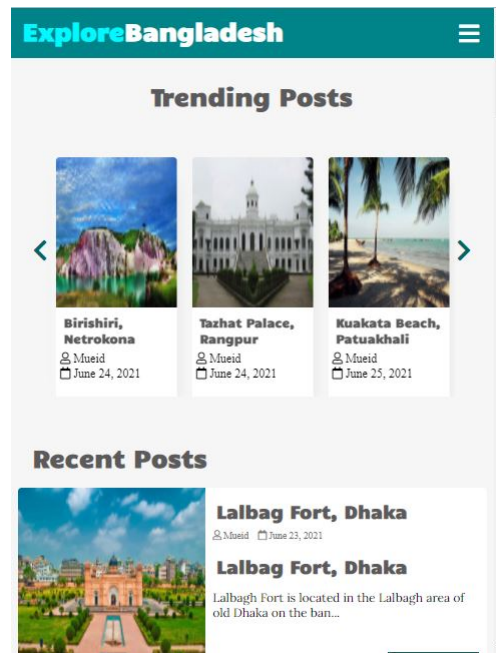 ExploreBangladesh
Trending Posts
Birishiri,
Netrokona
Mueid
June 24, 2021
Tazhat Palace,
Rangpur
Mueid
June 24, 2021
Kuakata Beach,
Patuakhali
Mueid
June 25, 2021
Recent Posts
Lalbag Fort, Dhaka
Mueid June 23, 2021
Lalbag Fort, Dhaka
Lalbagh Fort is located in the Lalbagh area of
old Dhaka on the ban...